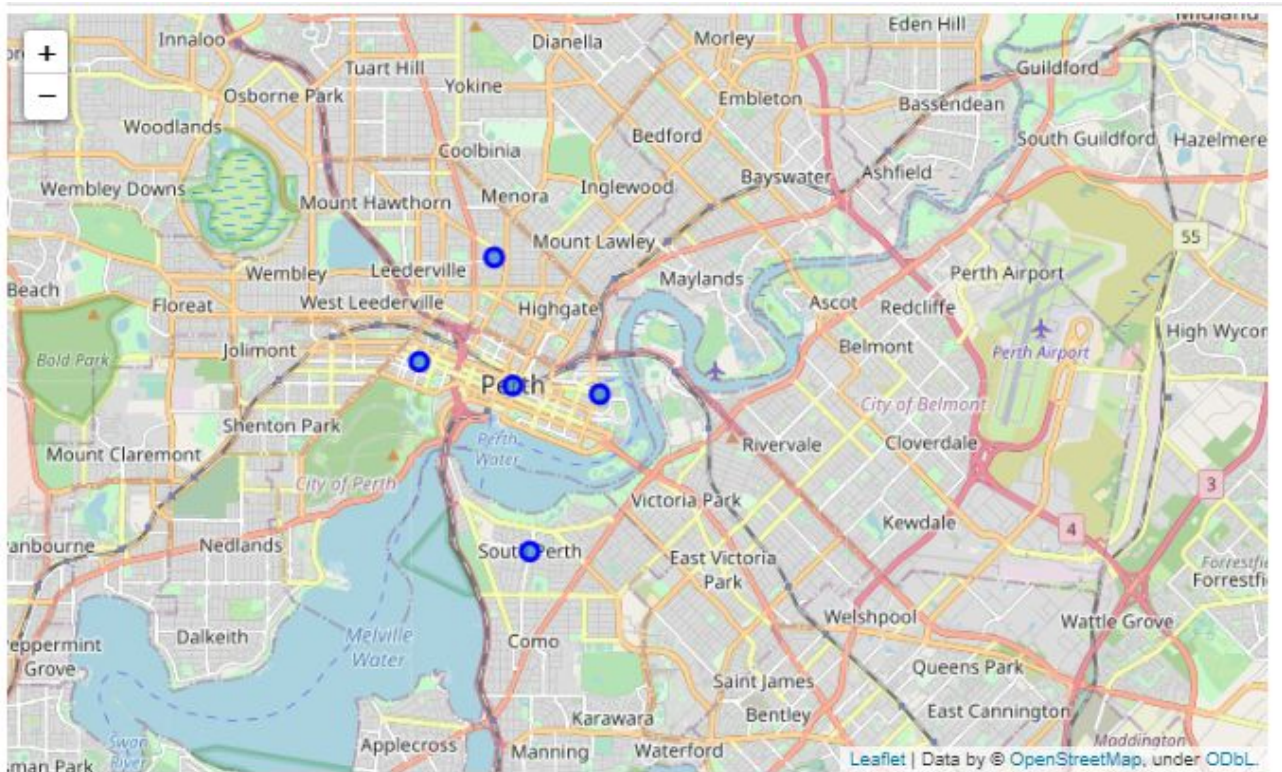 Midland
Eden Hill
Innaloo
Dianella
Morley
+
Tuart Hill
Guildford
Yokine
−
Osborne Park
Embleton
Bassendean
Woodlands
Bedford
South Guildford
Hazelmere
Coolbinia
Wembley Downs
Menora
Inglewood
Bayswater
Ashfield
Mount Hawthorn
Mount Lawley
55
Wembley
Leederville
Maylands
Perth Airport
Beach
Floreat
West Leederville
Highgate
Ascot
Redcliffe
Bold Park
Jolimont
Belmont
Perth Airport
High Wycom
Perth
City of Belmont
Shenton Park
Perth
Water
Rivervale
Cloverdale
Mount Claremont
City of Perth
3
Victoria Park
Kewdale
4
Nedlands
South Perth
East Victoria
Park
Forrestfie
Forrestfi
Welshpool
Wattle Grove
eppermint
Grove
Dalkeith
Melville
Water
Como
Queens Park
Saint James
Karawara
Bentley
East Cannington
Swan
River
Applecross
Manning
Waterford
Maddington
sman Park
Leaflet | Data by © OpenStreetMap, under ODbL.